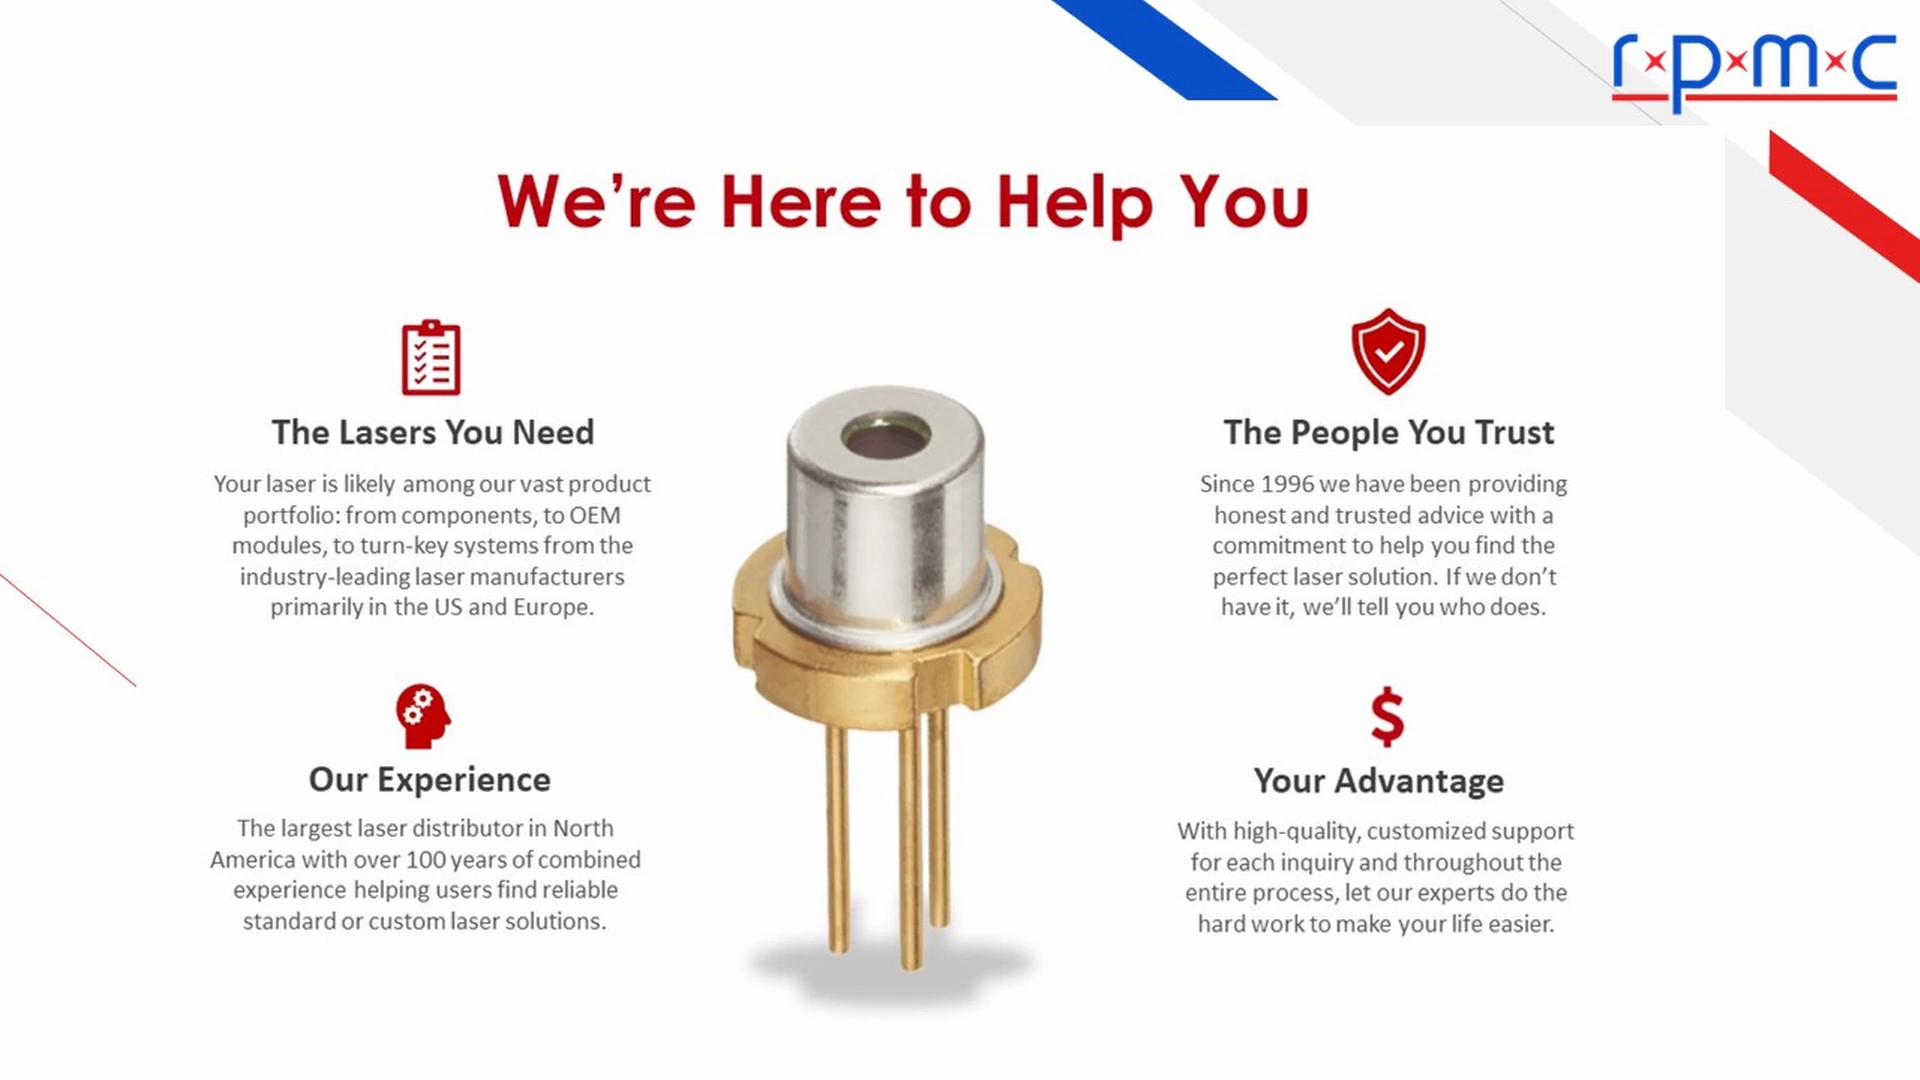 r×p×m×c
We’re Here to Help You
The Lasers You Need
Your laser is likely among our vast product
portfolio: from components, to OEM
modules, to turn-key systems from the
industry-leading laser manufacturers
primarily in the US and Europe.
The People You Trust
Since 1996 we have been providing
honest and trusted advice with a
commitment to help you find the
perfect laser solution. If we don’t
have it, we’ll tell you who does.
Our Experience
The largest laser distributor in North
America with over 100 years of combined
experience helping users find reliable
standard or custom laser solutions.
Your Advantage
With high-quality, customized support
for each inquiry and throughout the
entire process, let our experts do the
hard work to make your life easier.